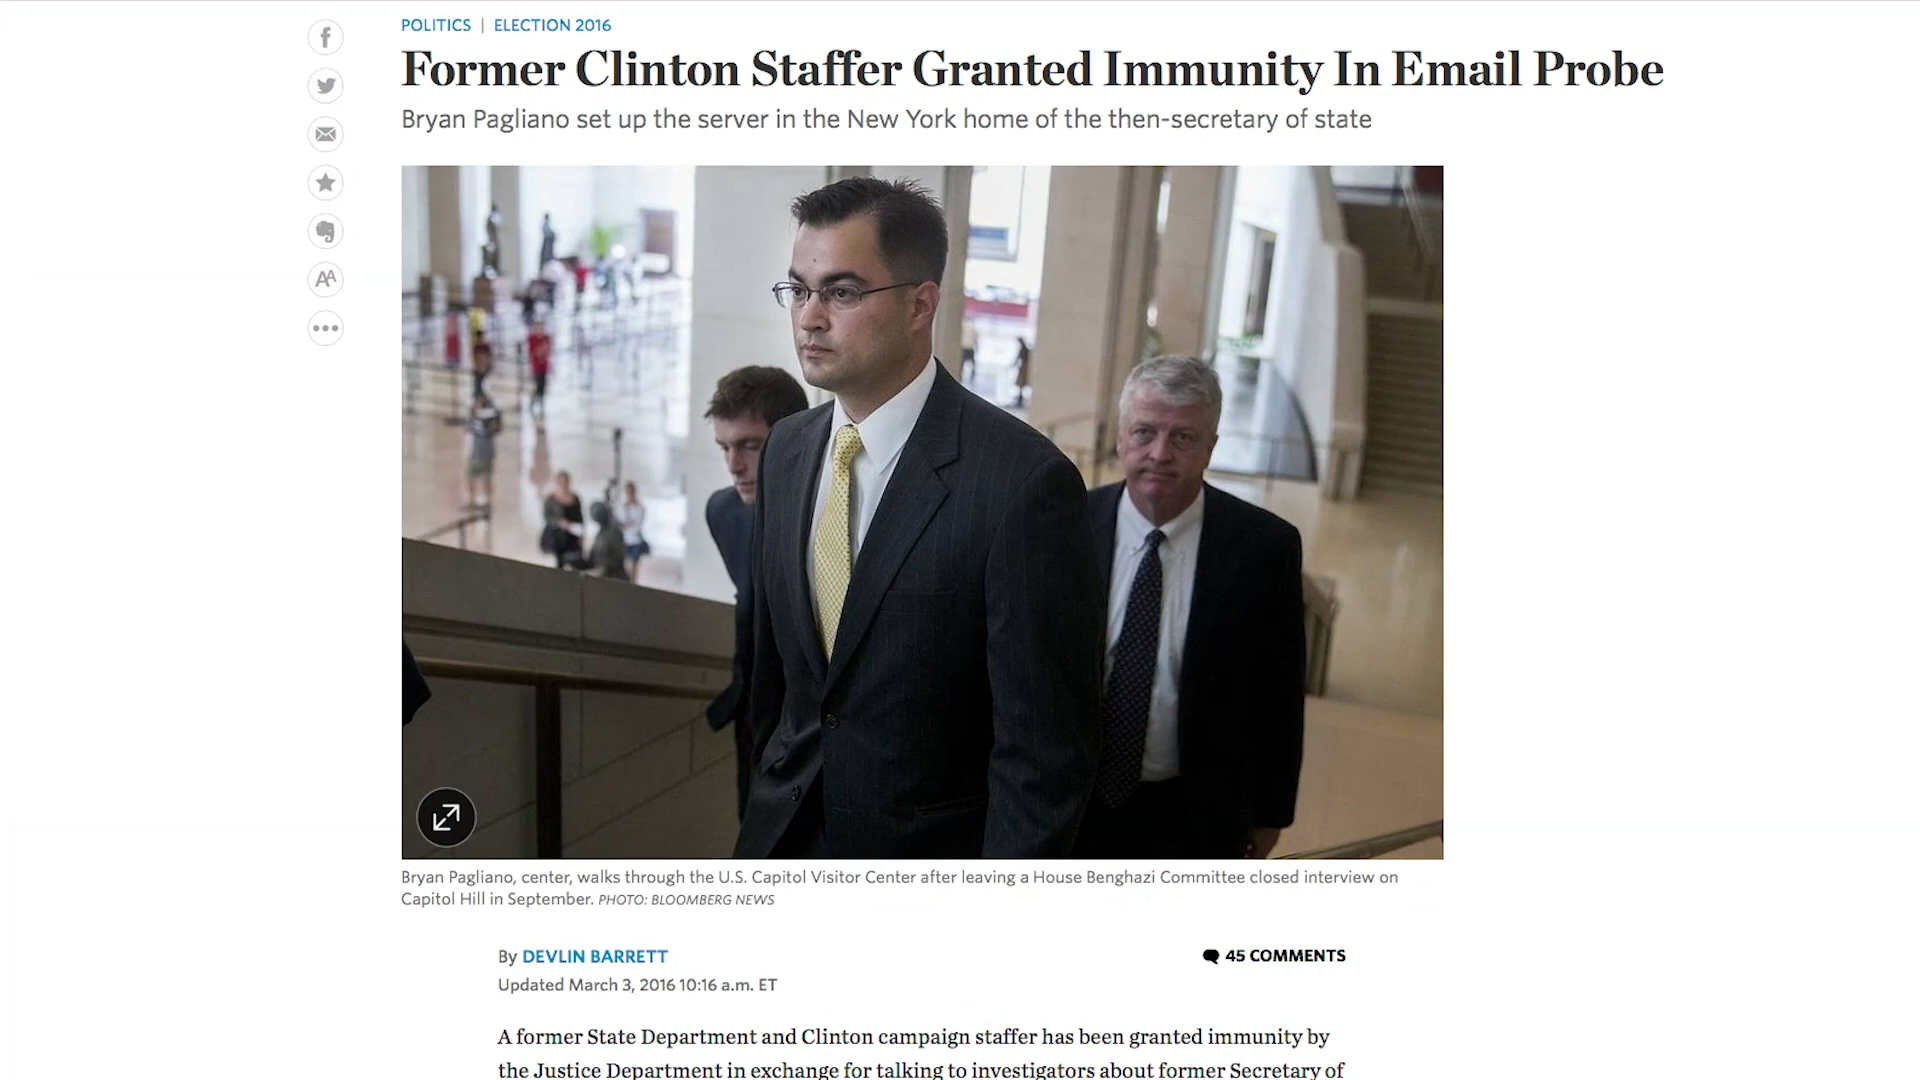 POLITICS | ELECTION 2016
Former Clinton Staffer Granted Immunity In Email Probe
Bryan Pagliano set up the server in the New York home of the then-secretary of state
AA
Bryan Pagliano, center, walks through the U.S. Capitol Visitor Center after leaving a House Benghazi Committee closed interview on
Capitol Hill in September. PHOTO: BLOOMBERG NEWS
By DEVLIN BARRETT
45 COMMENTS
Updated March 3, 2016 10:16 a.m. ET
A former State Department and Clinton campaign staffer has been granted immunity by
the Justice Department in exchange for talking to investigators about former Secretary of